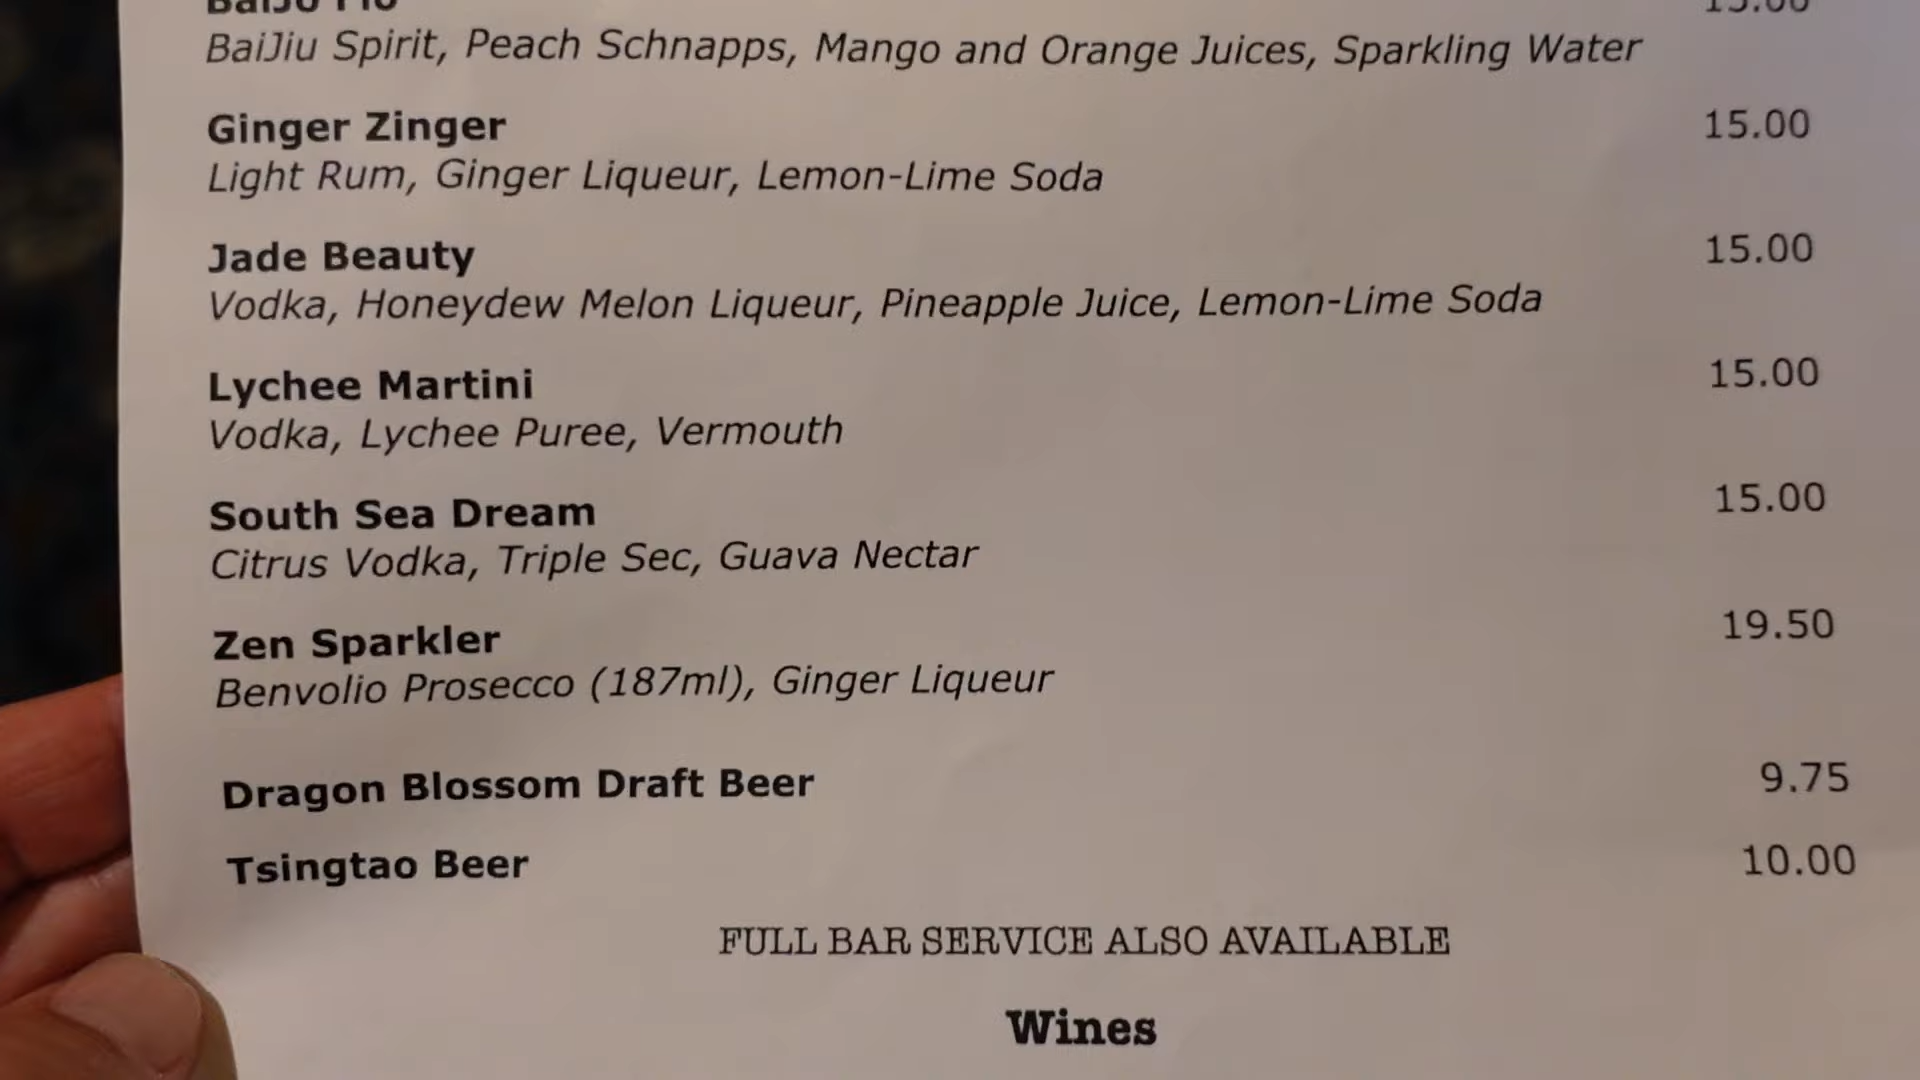 15.00
BaiJiu Spirit, Peach Schnapps, Mango and Orange Juices, Sparkling Water
Ginger Zinger 15.00
Light Rum, Ginger Liqueur, Lemon-Lime Soda
Jade Beauty 15.00
Vodka, Honeydew Melon Liqueur, Pineapple Juice, Lemon-Lime Soda
Lychee Martini 15.00
Vodka, Lychee Puree, Vermouth
South Sea Dream 15.00
Citrus Vodka, Triple Sec, Guava Nectar
Zen Sparkler 19.50
Benvolio Prosecco (187ml), Ginger Liqueur
Dragon Blossom Draft Beer 9.75
Tsingtao Beer 10.00
FULL BAR SERVICE ALSO AVAILABLE
Wines